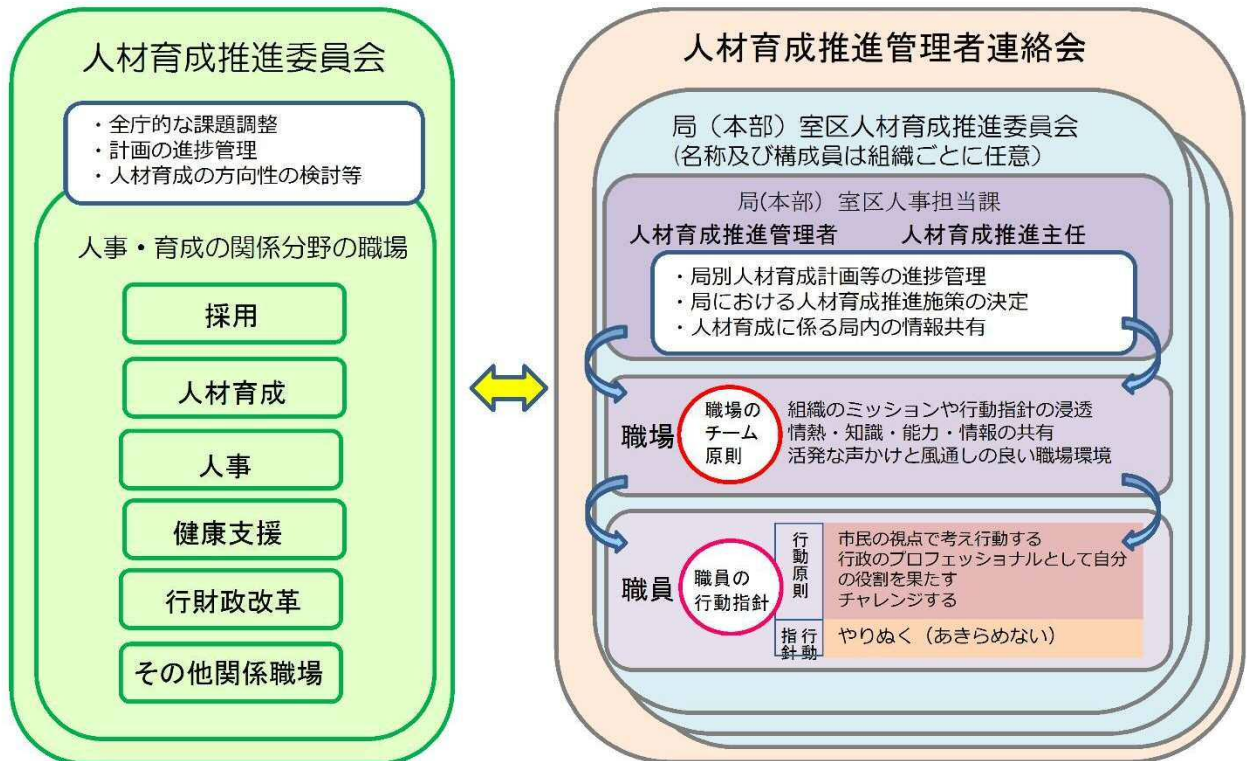 人材育成推進委員会
・全庁的な課題調整
・計画の進捗管理
・人材育成の方向性の検討等
人事・育成の関係分野の職場
採用
人材育成
人事
健康支援
行財政改革
その他関係職場
人材育成推進管理者連絡会
局（本部）室区人材育成推進委員会
(名称及び構成員は組織ごとに任意）
局(本部）室区人事担当課
人材育成推進管理者 人材育成推進主任
・局別人材育成計画等の進捗管理
・局における人材育成推進施策の決定
・人材育成に係る局内の情報共有
職場
職場の
チーム
原則
組織のミッションや行動指針の浸透
情熱・知識・能力・情報の共有
活発な声かけと風通しの良い職場環境
職員
職員の
行動指針
行動原則
市民の視点で考え行動する
行政のプロフェッショナルとして自分
の役割を果たす
チャレンジする
行動
指針
やりぬく（あきらめない）